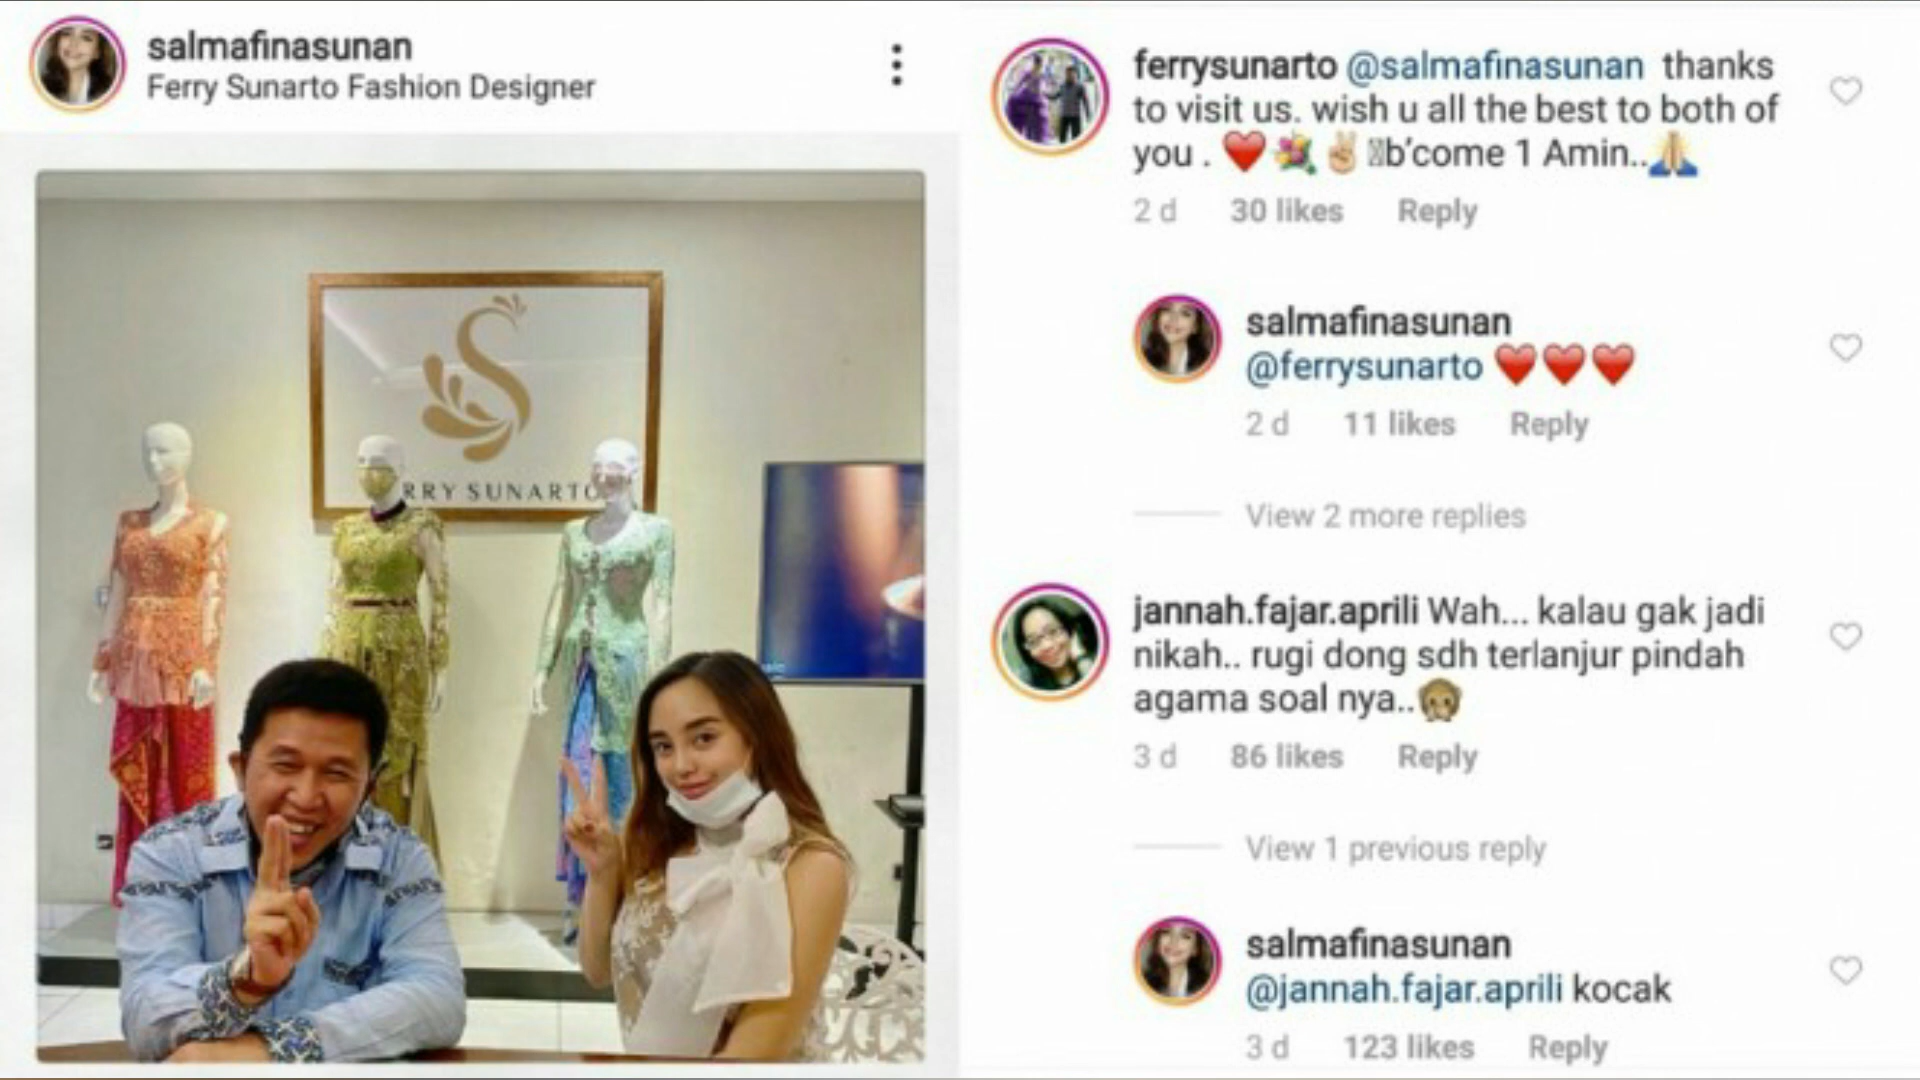 salmafinasunan
Ferry Sunarto Fashion Designer
RRY SUNARTO
ferrysunarto @salmafinasunan thanks
to visit us. wish u all the best to both of
you . ❤️💐✌🏼b'come 1 Amin..🙏🏼
2 d 30 likes Reply
salmafinasunan
@ferrysunarto ❤️❤️❤️
2 d 11 likes Reply
View 2 more replies
jannah.fajar.aprili Wah... kalau gak jadi
nikah.. rugi dong sdh terlanjur pindah
agama soal nya..🙊
3 d 86 likes Reply
View 1 previous reply
salmafinasunan
@jannah.fajar.aprili kocak
3 d 123 likes Reply